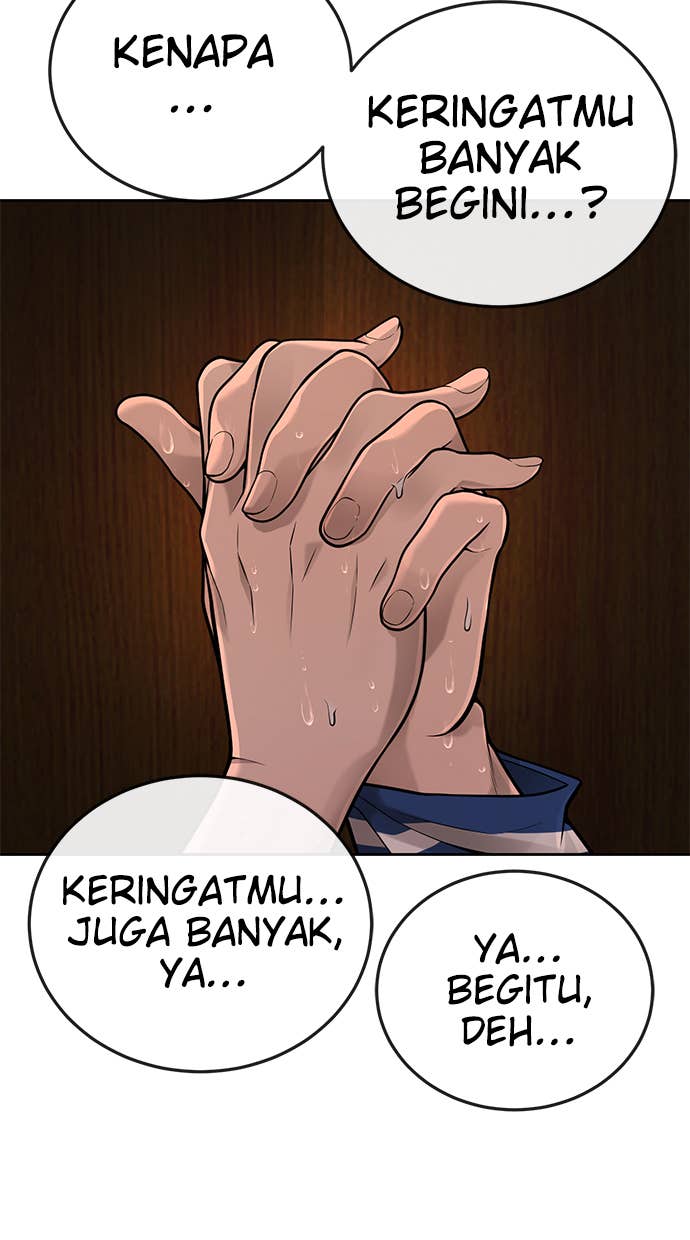 KENAPA
...
KERINGATMU
BANYAK
BEGINI...?
KERINGATMU...
JUGA BANYAK,
YA...
YA...
BEGITU,
DEH...